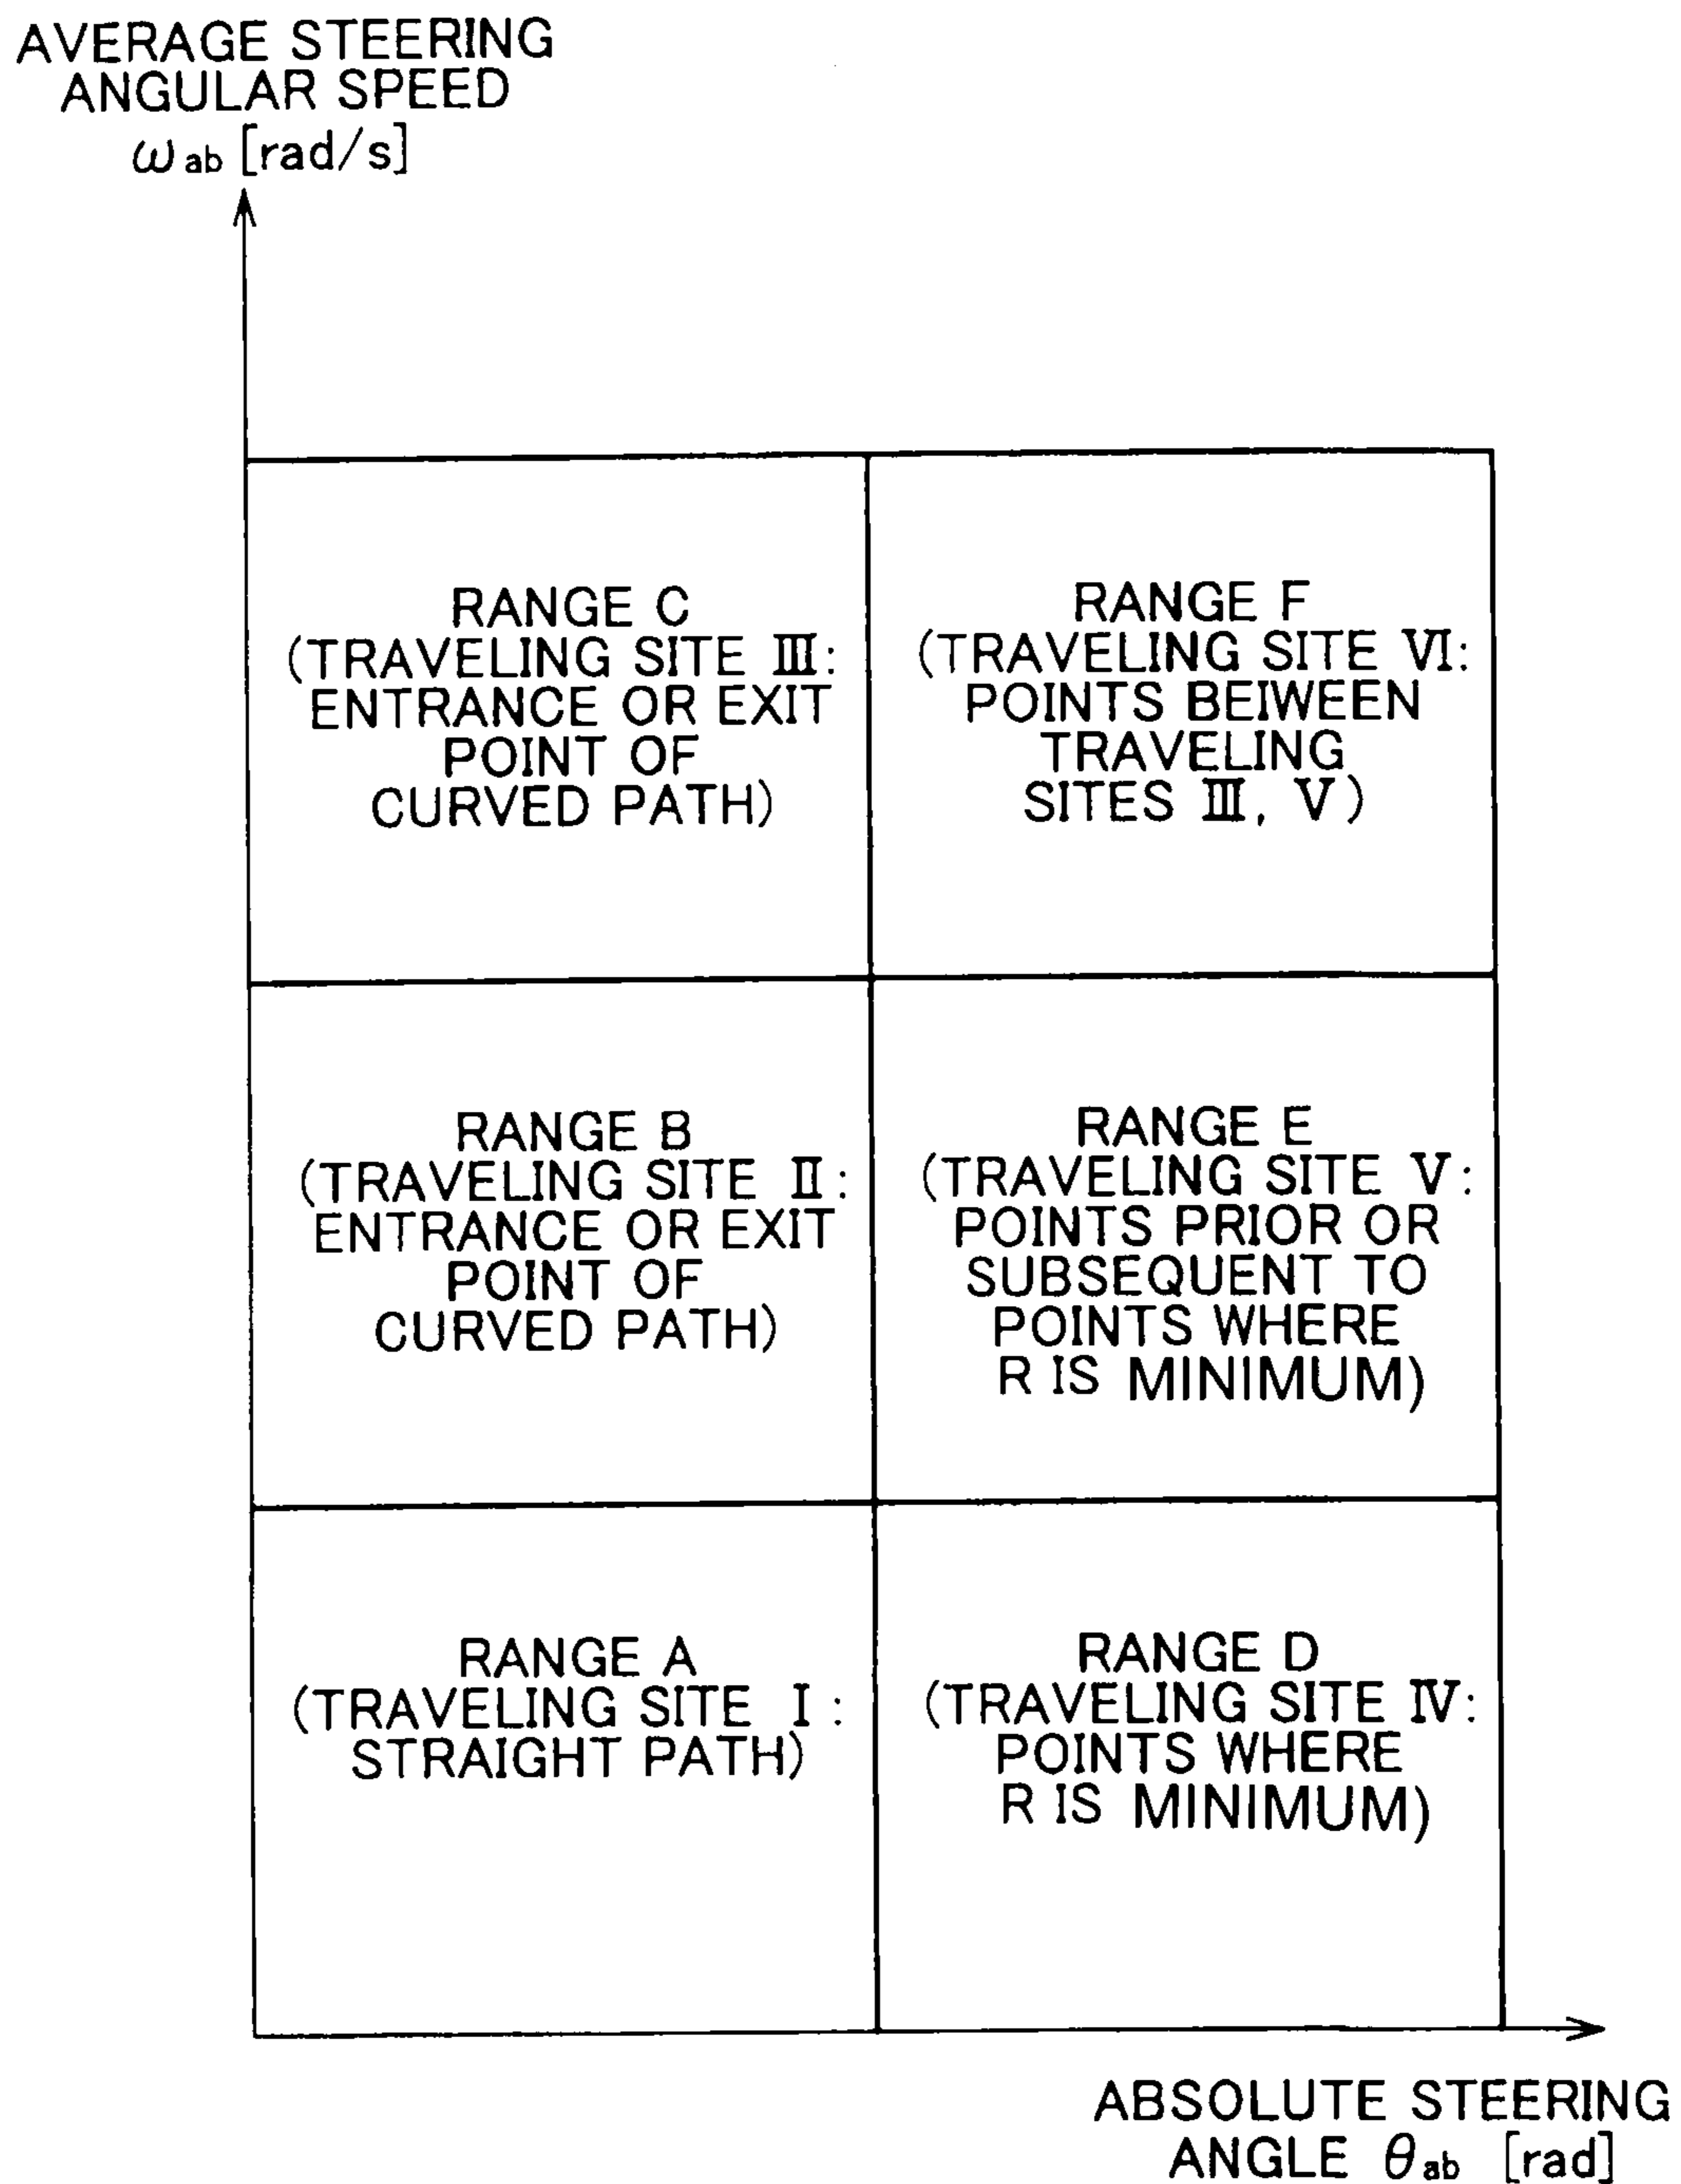 AVERAGE STEERING
ANGULAR SPEED
ωab [rad/s]
RANGE C
(TRAVELING SITE Ⅲ:
ENTRANCE OR EXIT
POINT OF
CURVED PATH)
RANGE F
(TRAVELING SITE Ⅵ:
POINTS BEIWEEN
TRAVELING
SITES Ⅲ, Ⅴ)
RANGE B
(TRAVELING SITE Ⅱ:
ENTRANCE OR EXIT
POINT OF
CURVED PATH)
RANGE E
(TRAVELING SITE Ⅴ:
POINTS PRIOR OR
SUBSEQUENT TO
POINTS WHERE
R IS MINIMUM)
RANGE A
(TRAVELING SITE Ⅰ:
STRAIGHT PATH)
RANGE D
(TRAVELING SITE Ⅳ:
POINTS WHERE
R IS MINIMUM)
ABSOLUTE STEERING
ANGLE θab [rad]